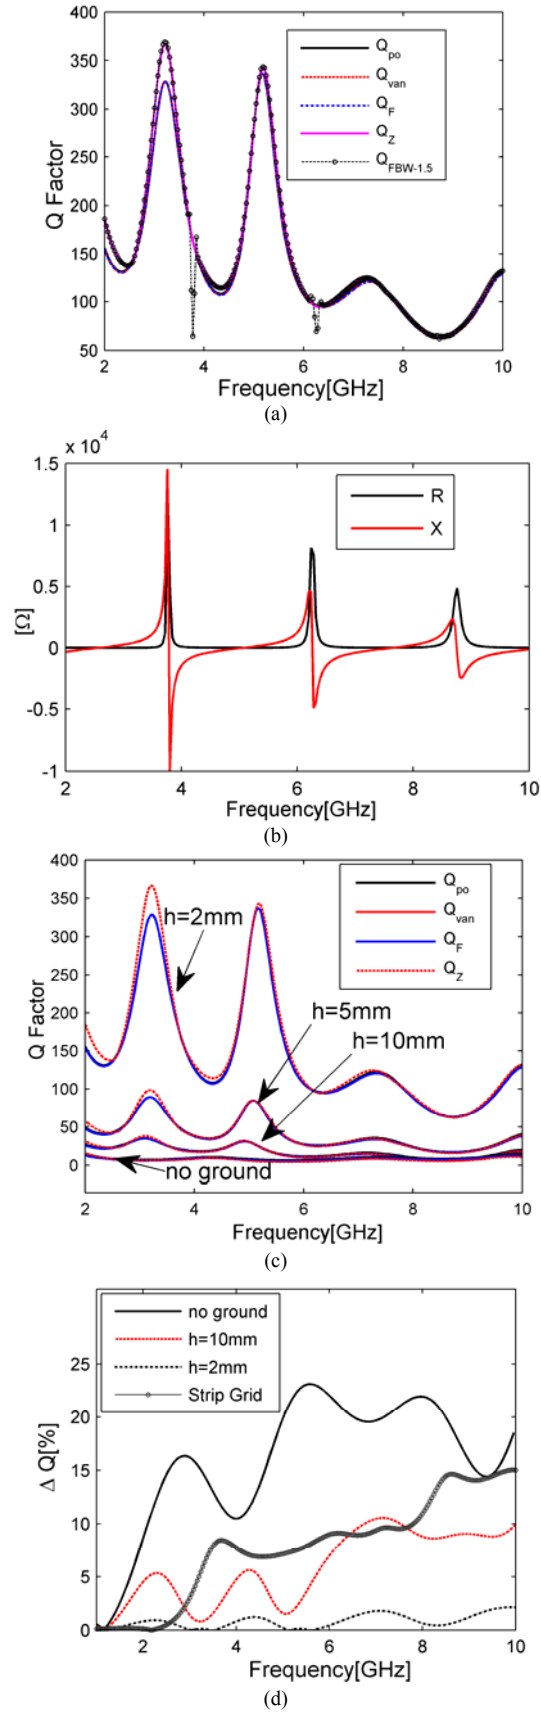 400
350
300
250
200
150
100
50
Q Factor
Q_po
Q_van
Q_F
Q_Z
Q_FBW-1.5
2 4 6 8 10
Frequency[GHz]
(a)
x 10^4
1.5
1
0.5
0
-0.5
-1
[Ω]
R
X
2 4 6 8 10
Frequency[GHz]
(b)
400
350
300
250
200
150
100
50
0
Q Factor
Q_po
Q_van
Q_F
Q_Z
h=2mm
h=5mm
h=10mm
no ground
2 4 6 8 10
Frequency[GHz]
(c)
no ground
h=10mm
h=2mm
Strip Grid
25
20
15
10
5
0
Δ Q[%]
2 4 6 8 10
Frequency[GHz]
(d)